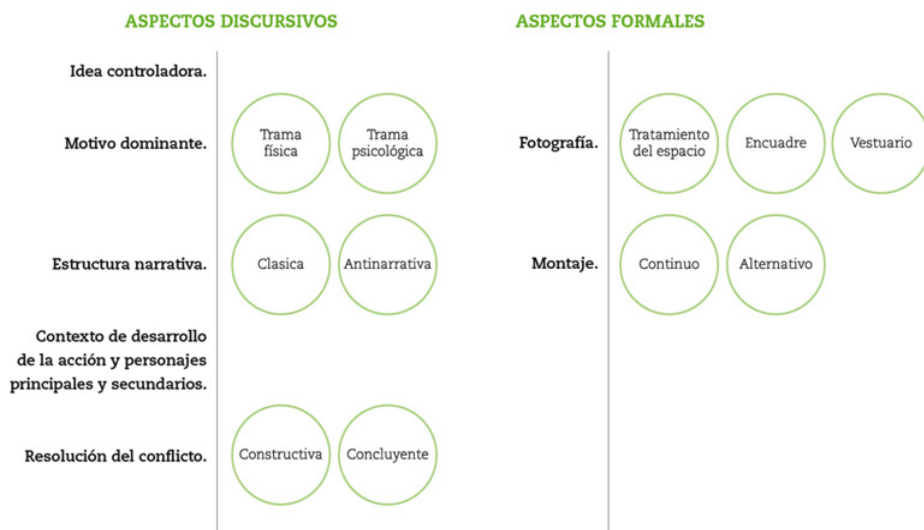 ASPECTOS DISCURSIVOS
Idea controladora.
Motivo dominante.
Trama
física
Trama
psicológica
Estructura narrativa.
Clasica
Antinarrativa
Contexto de desarrollo
de la acción y personajes
principales y secundarios.
Resolución del conflicto.
Constructiva
Concluyente
ASPECTOS FORMALES
Fotografía.
Tratamiento
del espacio
Encuadre
Vestuario
Montaje.
Continuo
Alternativo